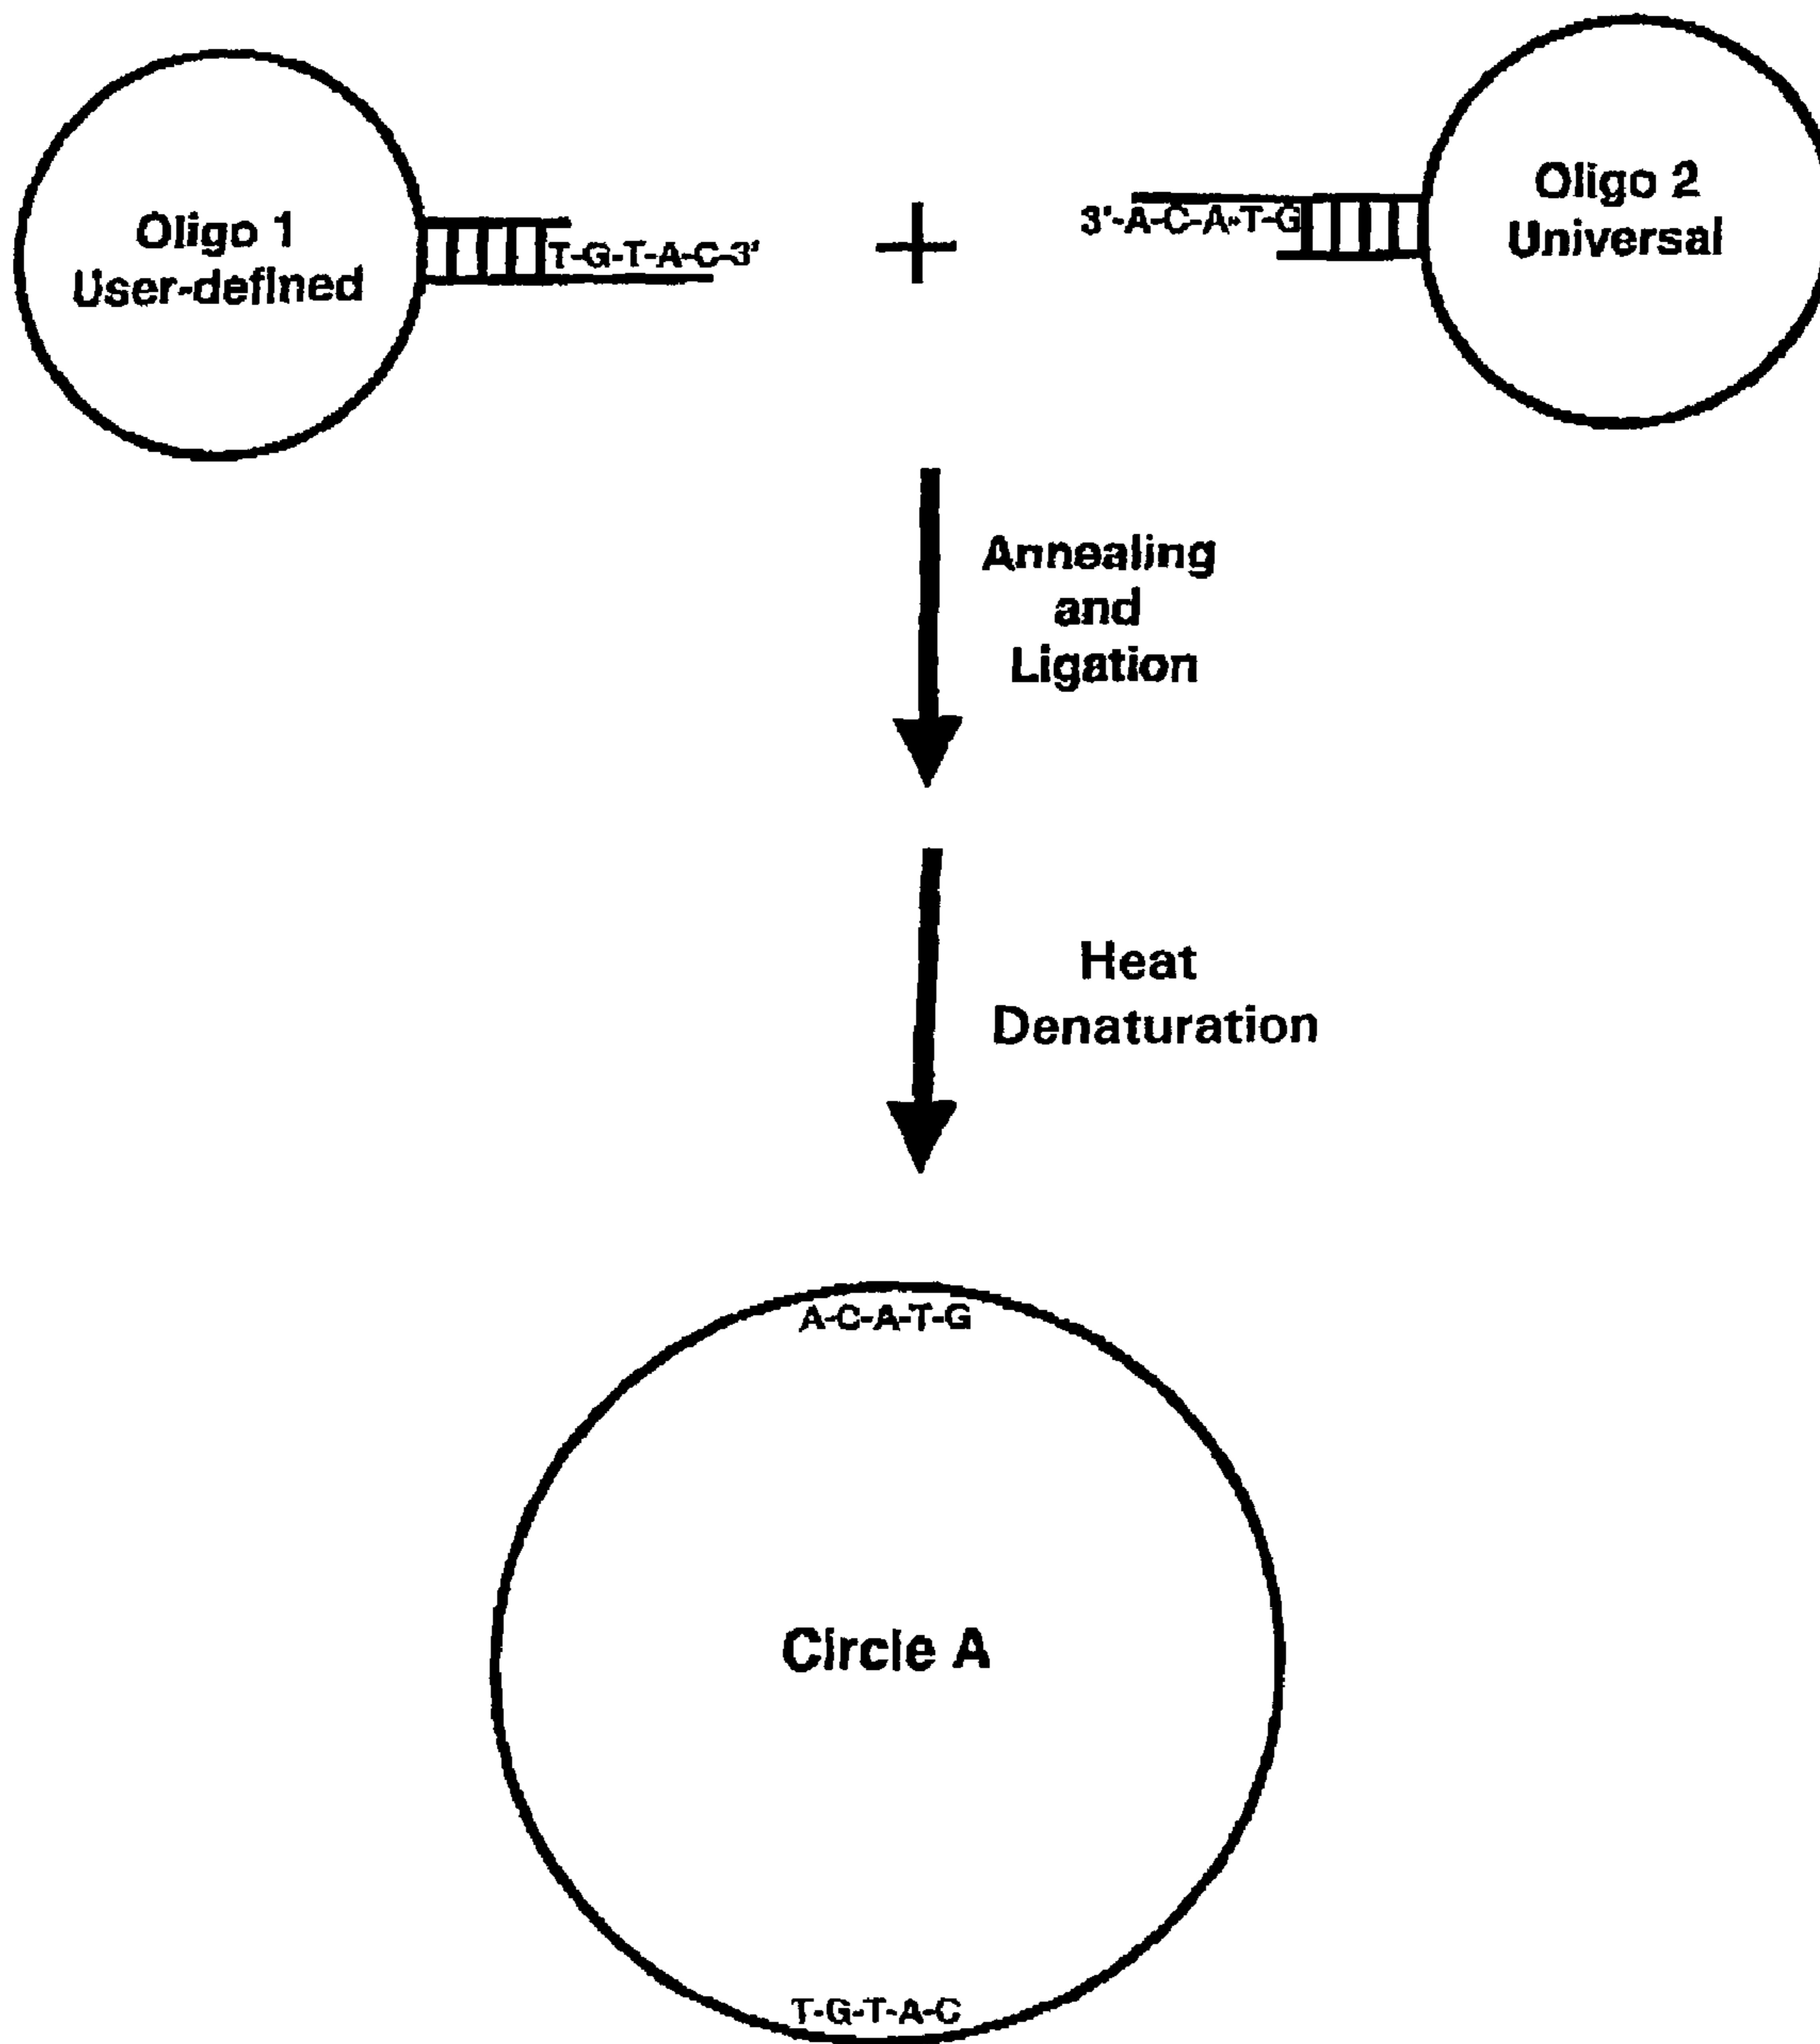 Oligo 1
User-defined
T-G-T-A-C-3'
+
3'-A-C-A-T-G
Oligo 2
Universal
Annealing
and
Ligation
Heat
Denaturation
A-C-A-T-G
Circle A
T-G-T-A-C